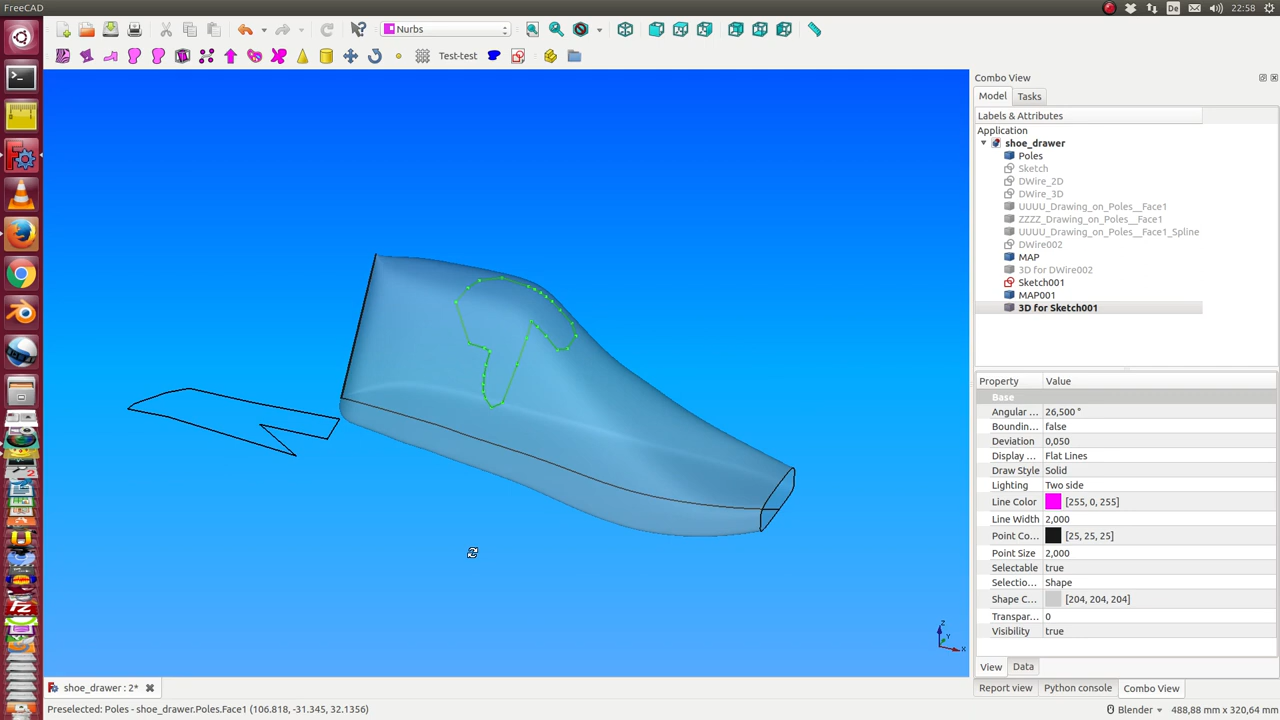 FreeCAD
22:58
Nurbs
Test-test
Combo View
Model
Tasks
Labels & Attributes
Application
shoe_drawer
Poles
Sketch
DWire_2D
DWire_3D
UUUU_Drawing_on_Poles__Face1
ZZZZ_Drawing_on_Poles__Face1
UUUU_Drawing_on_Poles__Face1_Spline
DWire002
MAP
3D for DWire002
Sketch001
MAP001
3D for Sketch001
Property Value
Base
Angular ... 26,500 °
Boundin... false
Deviation 0,050
Display ... Flat Lines
Draw Style Solid
Lighting Two side
Line Color [255, 0, 255]
Line Width 2,000
Point Co... [25, 25, 25]
Point Size 2,000
Selectable true
Selectio... Shape
Shape C... [204, 204, 204]
Transpar... 0
Visibility true
Z
Y
X
View
Data
shoe_drawer : 2*
Report view
Python console
Combo View
Preselected: Poles - shoe_drawer.Poles.Face1 (106.818, -31.345, 32.1356)
Blender
488,88 mm x 320,64 mm